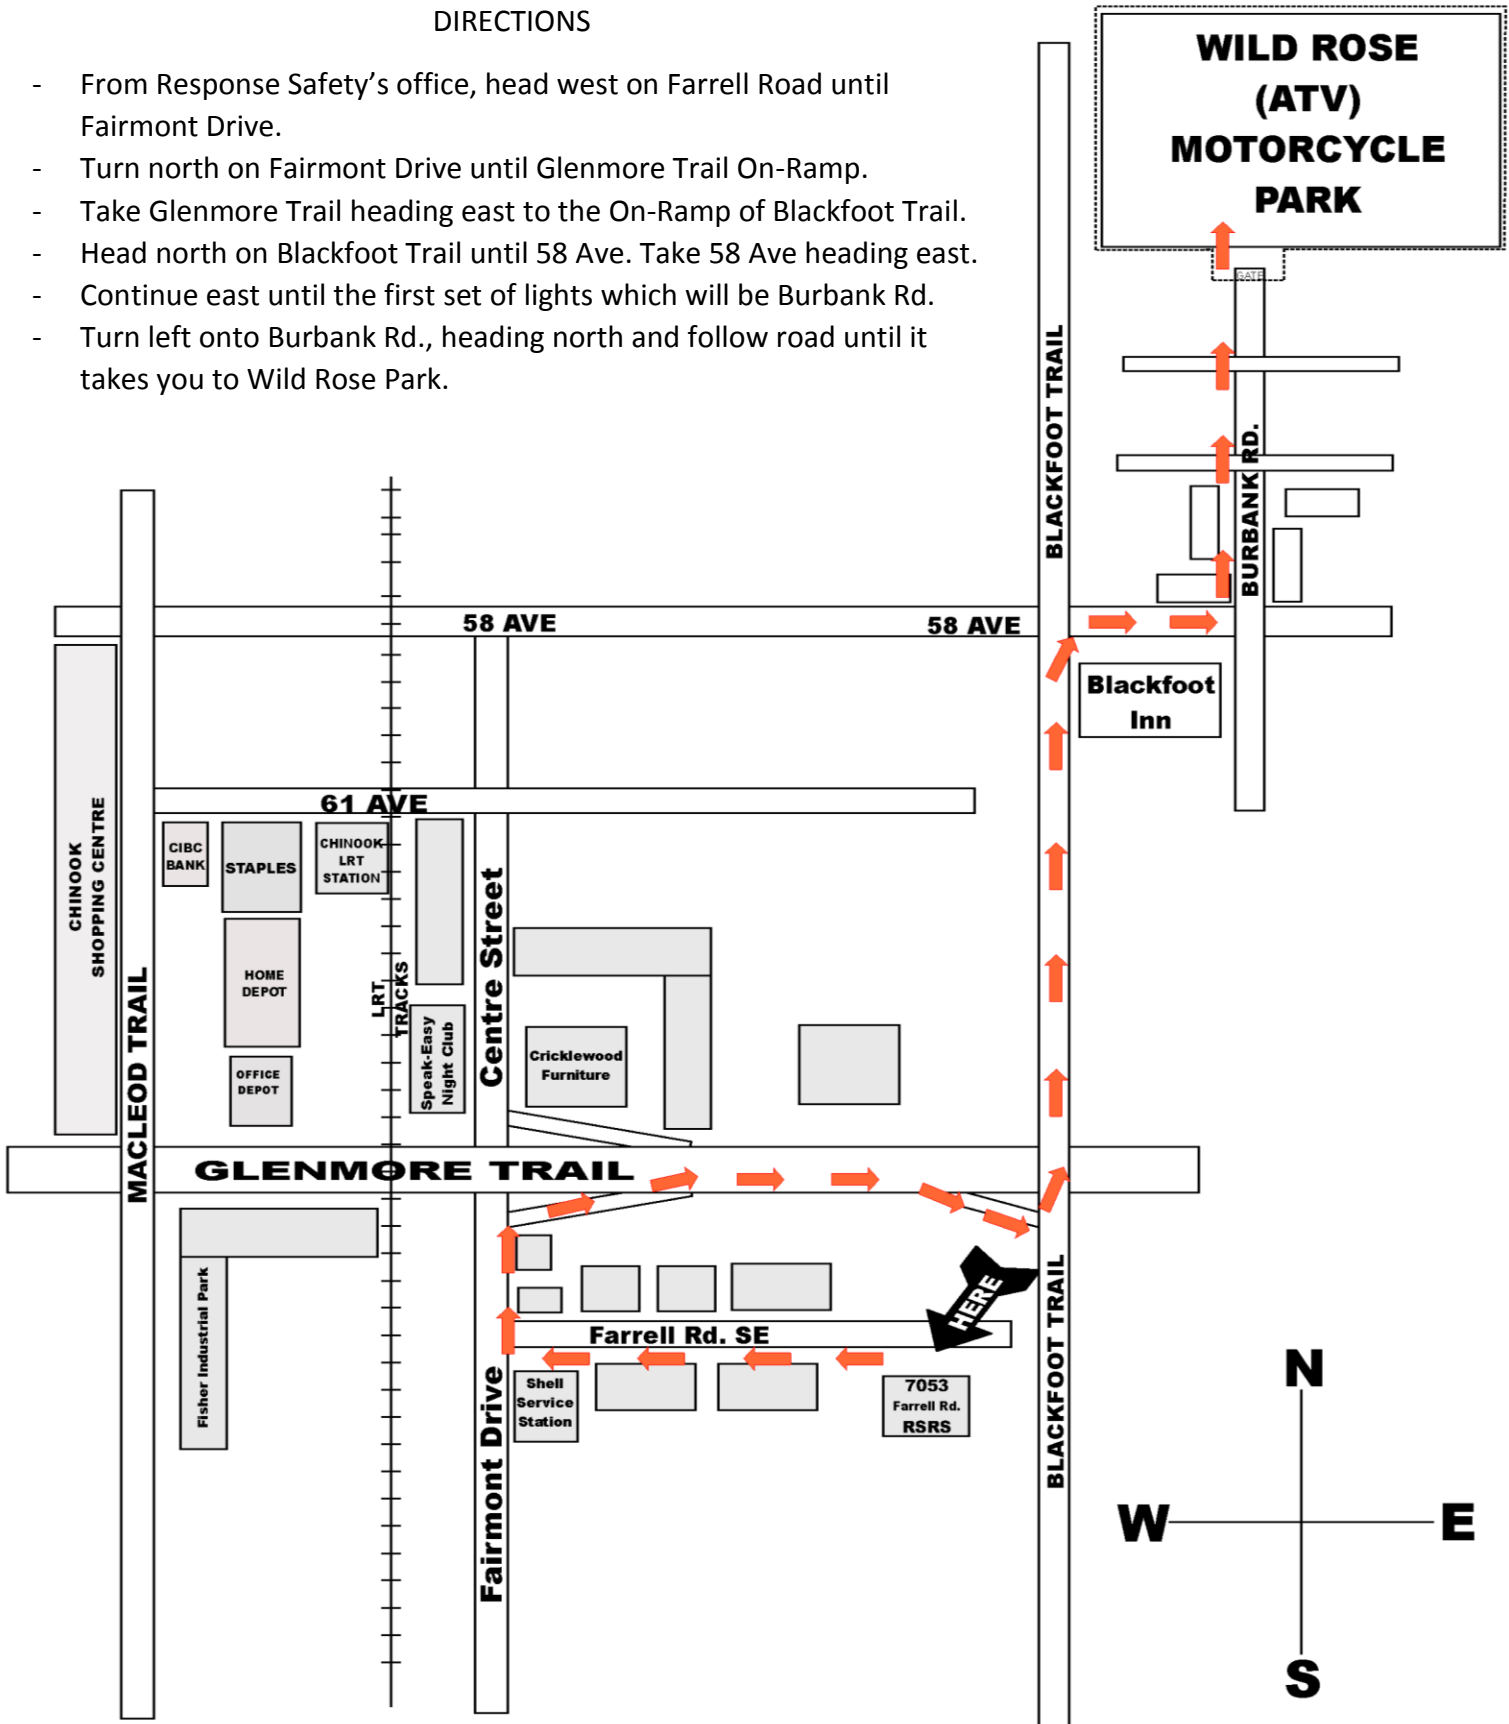 DIRECTIONS
- From Response Safety’s office, head west on Farrell Road until
Fairmont Drive.
- Turn north on Fairmont Drive until Glenmore Trail On-Ramp.
- Take Glenmore Trail heading east to the On-Ramp of Blackfoot Trail.
- Head north on Blackfoot Trail until 58 Ave. Take 58 Ave heading east.
- Continue east until the first set of lights which will be Burbank Rd.
- Turn left onto Burbank Rd., heading north and follow road until it
takes you to Wild Rose Park.
WILD ROSE
(ATV)
MOTORCYCLE
PARK
GATE
BLACKFOOT TRAIL
BURBANK RD.
58 AVE
58 AVE
Blackfoot
Inn
61 AVE
CHINOOK
SHOPPING CENTRE
CIBC
BANK
STAPLES
CHINOOK
LRT
STATION
HOME
DEPOT
OFFICE
DEPOT
MACLEOD TRAIL
LRT
TRACKS
Speak-Easy
Night Club
Centre Street
Cricklewood
Furniture
GLENMORE TRAIL
Fisher Industrial Park
HERE
Farrell Rd. SE
Shell
Service
Station
7053
Farrell Rd.
RSRS
Fairmont Drive
BLACKFOOT TRAIL
N
W
E
S